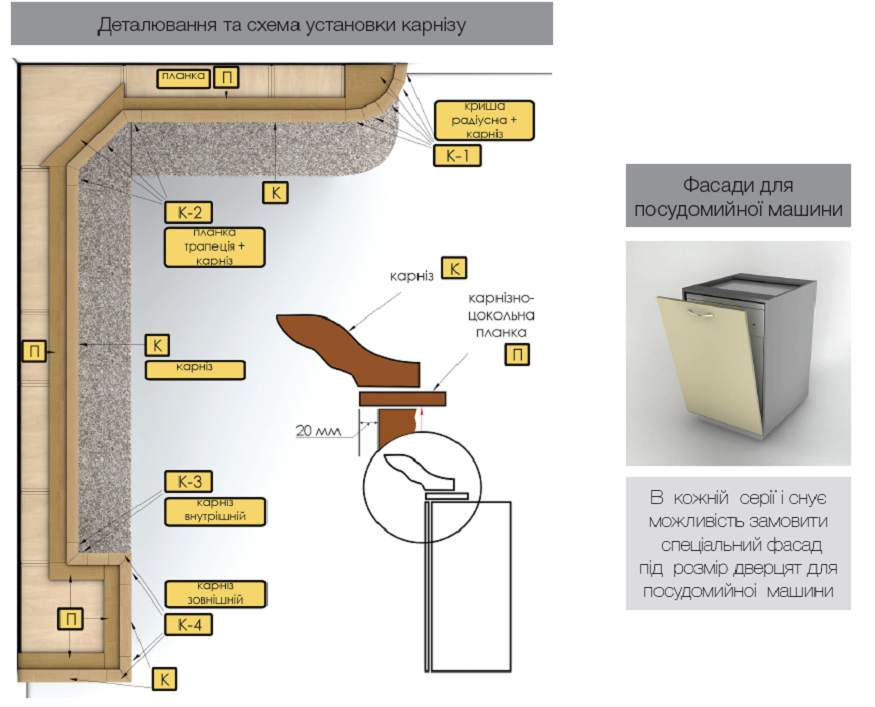 Деталювання та схема установки карнізу
планка
П
криша
радіусна +
карніз
К-1
К
К-2
планка
трапеція +
карніз
карніз К
карнізно-
цокольна
планка
П
П
К
карніз
20 мм
К-3
карніз
внутрішній
карніз
зовнішній
К-4
П
К
Фасади для
посудомийної машини
В кожній серії і снує
можливість замовити
спеціальний фасад
під розмір дверцят для
посудомийної машини